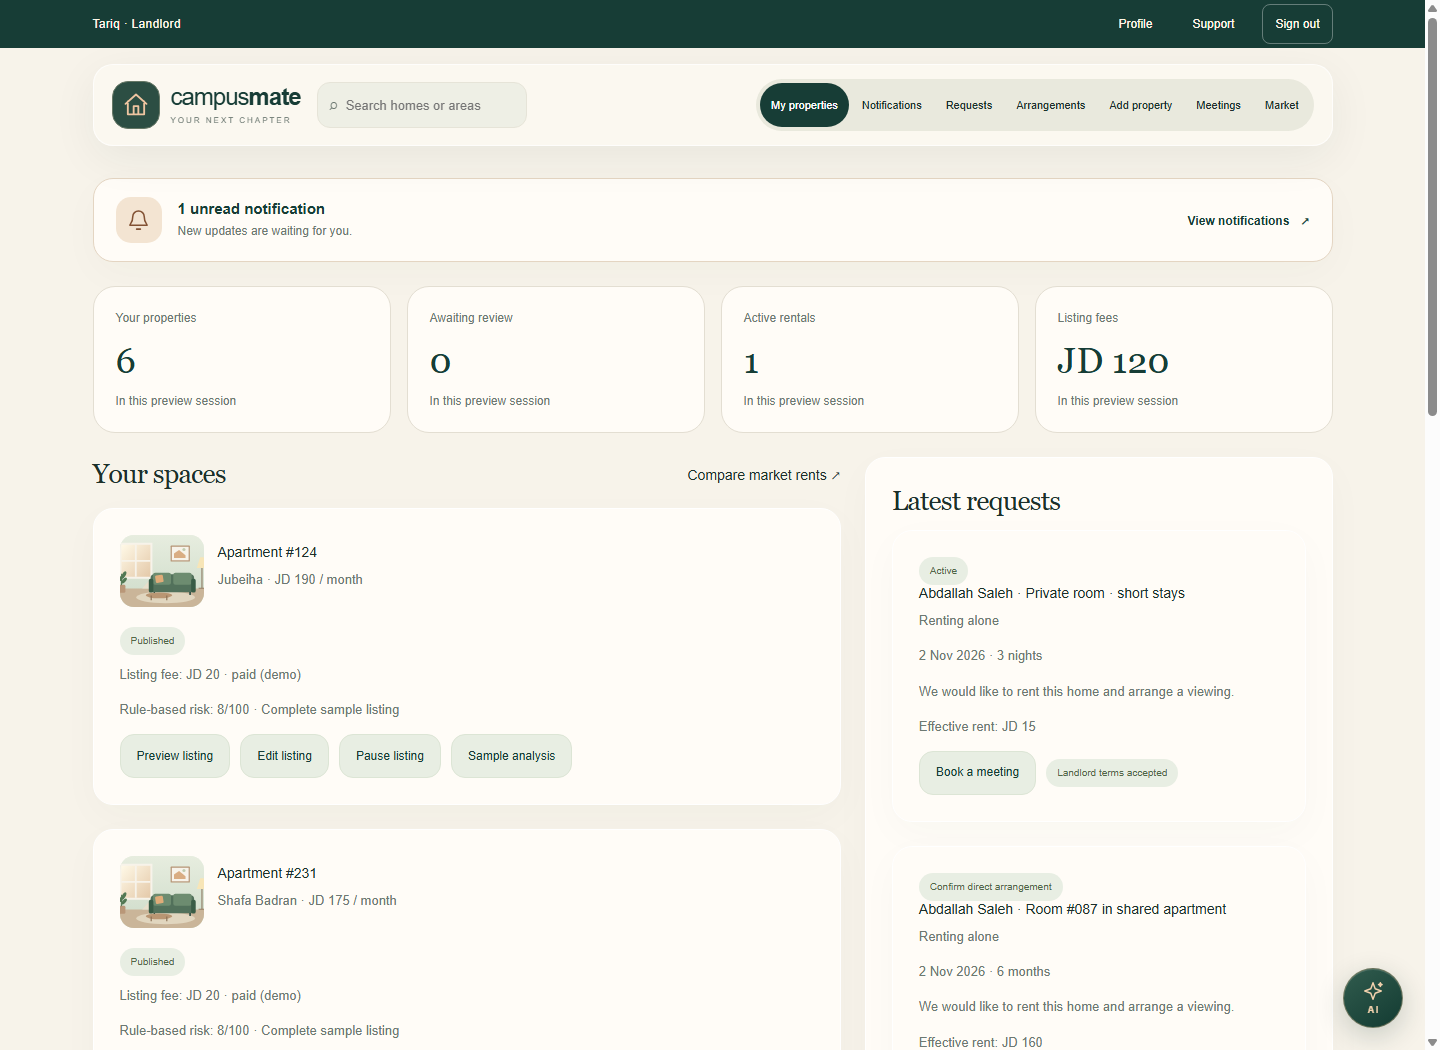 Tariq · Landlord
Profile
Support
Sign out
campusmate
YOUR NEXT CHAPTER
Search homes or areas
My properties
Notifications
Requests
Arrangements
Add property
Meetings
Market
1 unread notification
New updates are waiting for you.
View notifications ↗
Your properties
6
In this preview session
Awaiting review
0
In this preview session
Active rentals
1
In this preview session
Listing fees
JD 120
In this preview session
Your spaces
Compare market rents ↗
Apartment #124
Jubeiha · JD 190 / month
Published
Listing fee: JD 20 · paid (demo)
Rule-based risk: 8/100 · Complete sample listing
Preview listing
Edit listing
Pause listing
Sample analysis
Apartment #231
Shafa Badran · JD 175 / month
Published
Listing fee: JD 20 · paid (demo)
Rule-based risk: 8/100 · Complete sample listing
Latest requests
Active
Abdallah Saleh · Private room · short stays
Renting alone
2 Nov 2026 · 3 nights
We would like to rent this home and arrange a viewing.
Effective rent: JD 15
Book a meeting
Landlord terms accepted
Confirm direct arrangement
Abdallah Saleh · Room #087 in shared apartment
Renting alone
2 Nov 2026 · 6 months
We would like to rent this home and arrange a viewing.
Effective rent: JD 160
AI